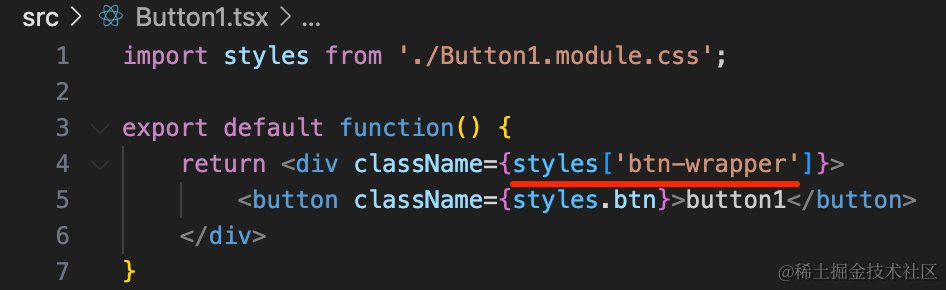 src > Button1.tsx > ...
1 import styles from './Button1.module.css';
2
3 export default function() {
4 return <div className={styles['btn-wrapper']}>
5 <button className={styles.btn}>button1</button>
6 </div>
7 }
@稀土掘金技术社区